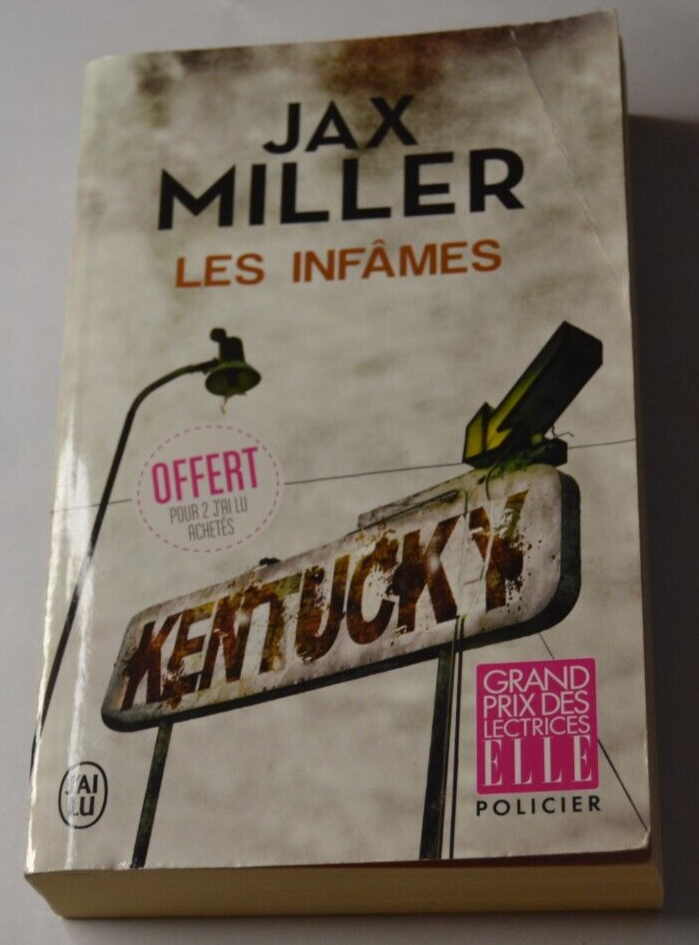 JAX
MILLER
LES INFÂMES
OFFERT
POUR 2 J'AI LU
ACHETÉS
KENTUCKY
GRAND
PRIX DES
LECTRICES
ELLE
POLICIER
J'AI
LU